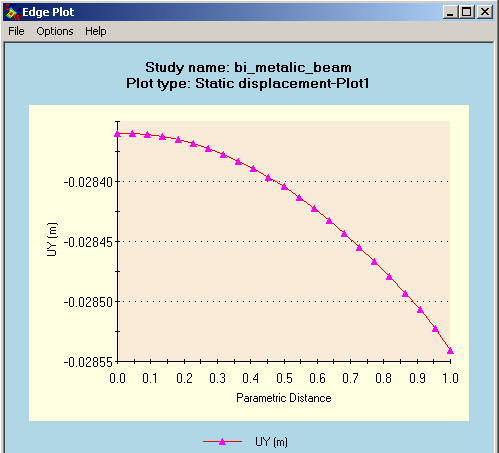 Edge Plot
File Options Help
Study name: bi_metalic_beam
Plot type: Static displacement-Plot1
UY (m)
-0.02840
-0.02845
-0.02850
-0.02855
0.0 0.1 0.2 0.3 0.4 0.5 0.6 0.7 0.8 0.9 1.0
Parametric Distance
UY (m)